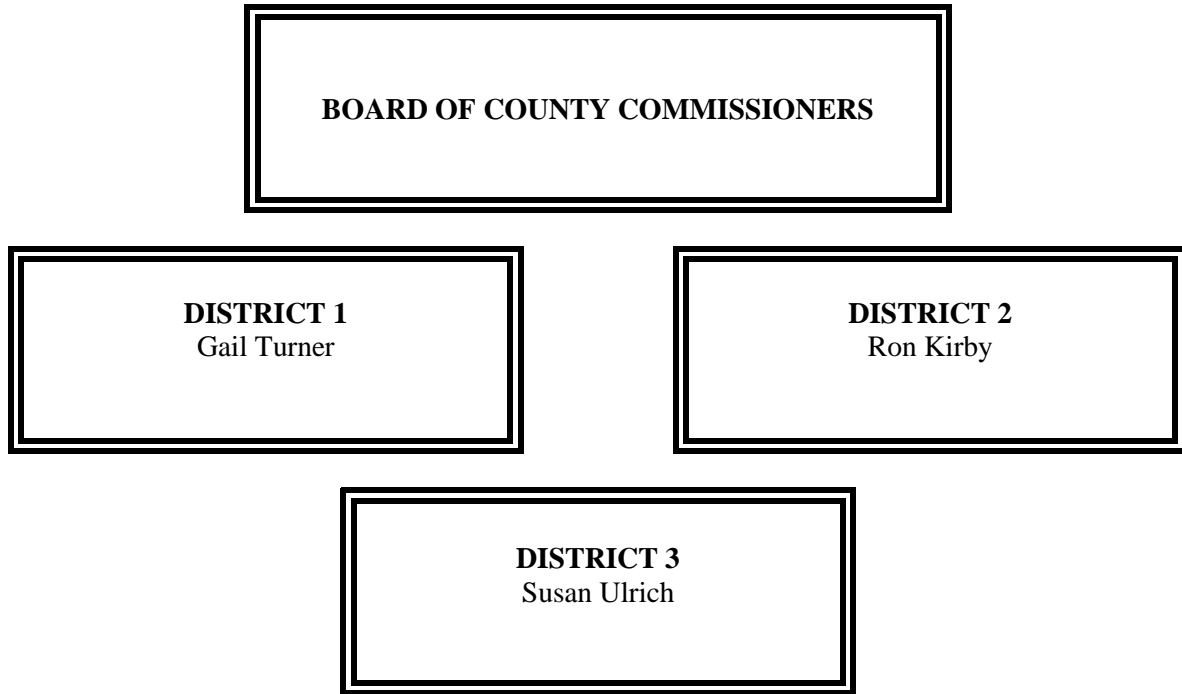 BOARD OF COUNTY COMMISSIONERS
DISTRICT 1
Gail Turner
DISTRICT 2
Ron Kirby
DISTRICT 3
Susan Ulrich